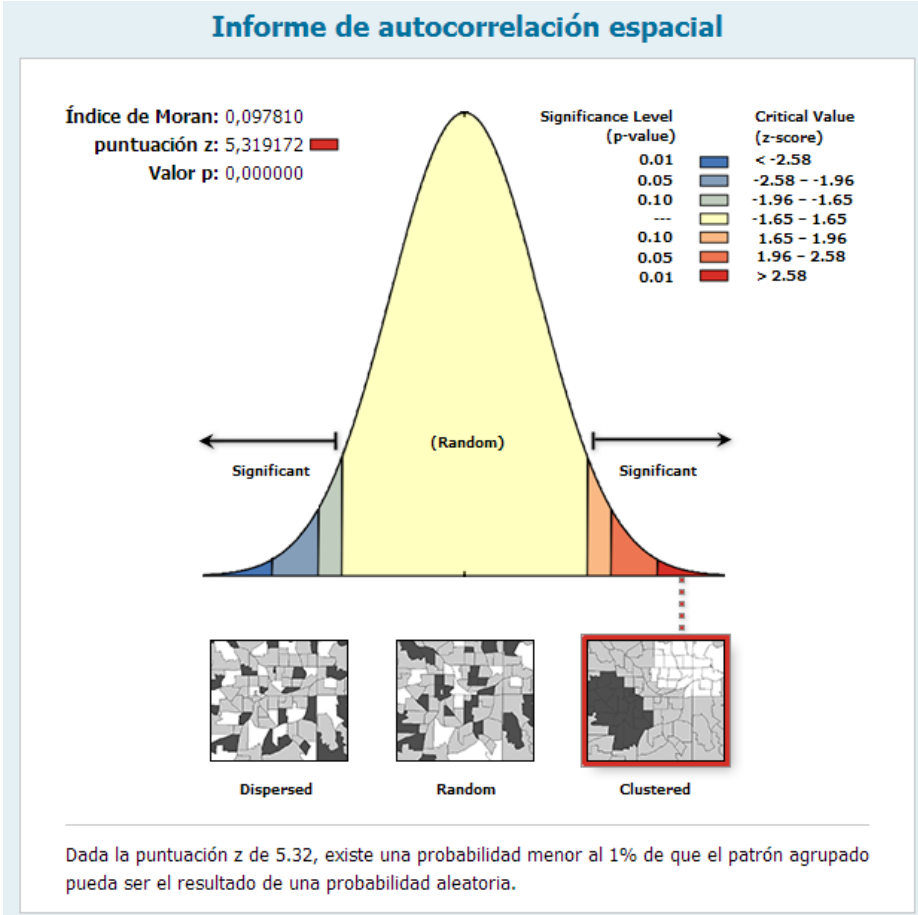 Informe de autocorrelación espacial
Índice de Moran: 0,097810
puntuación z: 5,319172
Valor p: 0,000000
Significance Level
(p-value)
Critical Value
(z-score)
0.01 < -2.58
0.05 -2.58 – -1.96
0.10 -1.96 – -1.65
--- -1.65 – 1.65
0.10 1.65 – 1.96
0.05 1.96 – 2.58
0.01 > 2.58
(Random)
Significant
Significant
Dispersed
Random
Clustered
Dada la puntuación z de 5.32, existe una probabilidad menor al 1% de que el patrón agrupado
pueda ser el resultado de una probabilidad aleatoria.